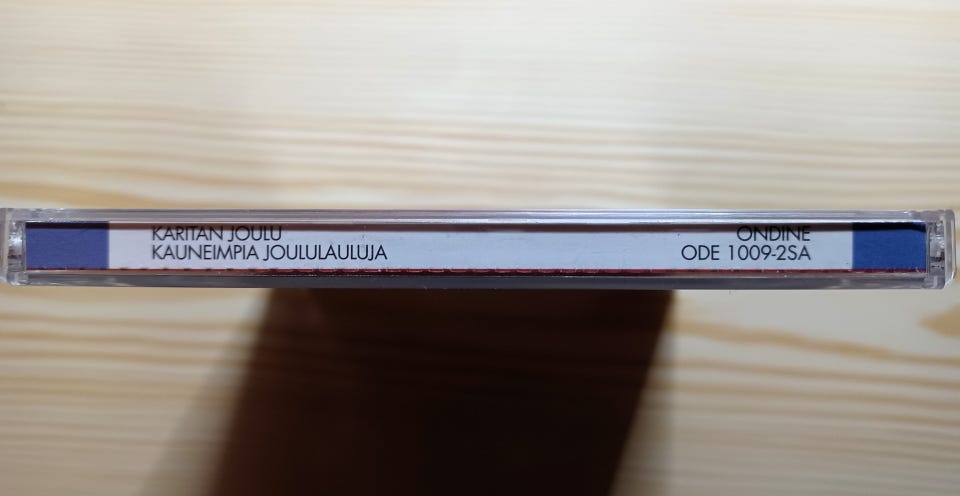 KARITAN JOULU
KAUNEIMPIA JOULULAULUJA
ONDINE
ODE 1009-2SA